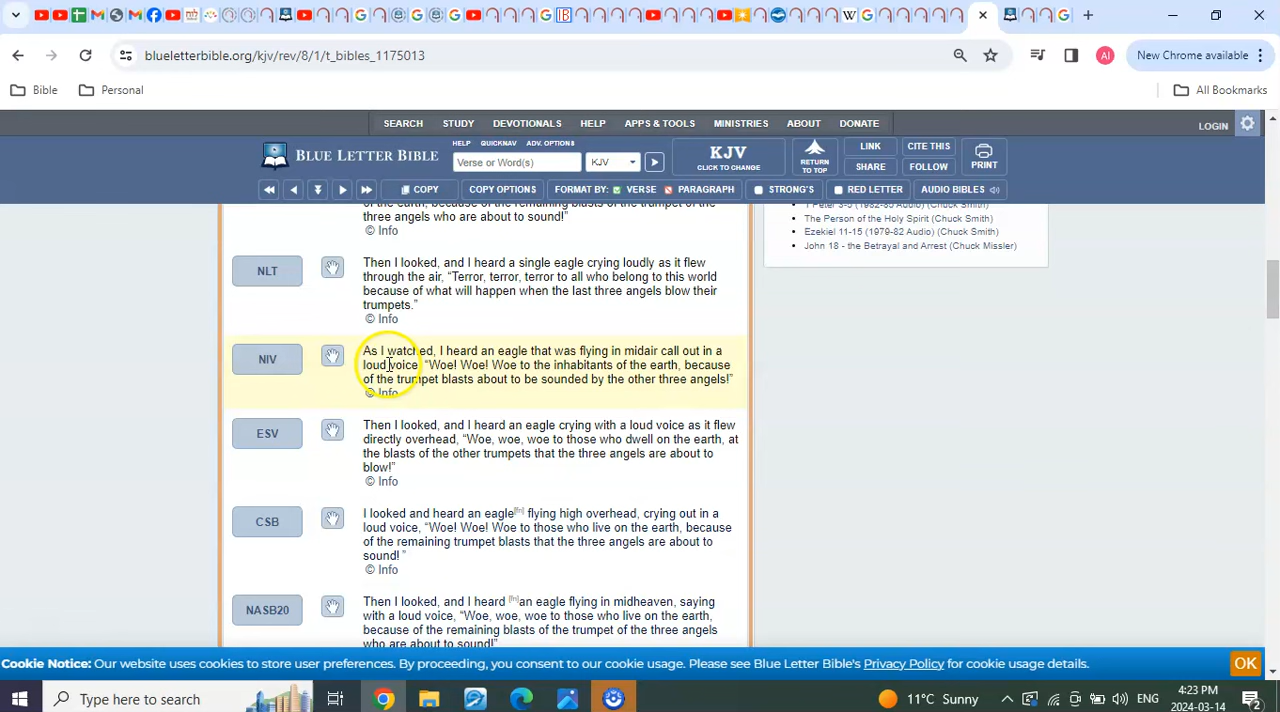 blueletterbible.org/kjv/rev/8/1/t_bibles_1175013
AI
New Chrome available
Bible
Personal
All Bookmarks
SEARCH STUDY DEVOTIONALS HELP APPS & TOOLS MINISTRIES ABOUT DONATE
LOGIN
BLUE LETTER BIBLE
HELP QUICKNAV ADV. OPTIONS
Verse or Word(s)
KJV
KJV
CLICK TO CHANGE
RETURN
TO TOP
LINK
SHARE
CITE THIS
FOLLOW
PRINT
COPY
COPY OPTIONS
FORMAT BY: VERSE PARAGRAPH
STRONG'S
RED LETTER
AUDIO BIBLES
three angels who are about to sound!”
© Info
NLT
Then I looked, and I heard a single eagle crying loudly as it flew
through the air, “Terror, terror, terror to all who belong to this world
because of what will happen when the last three angels blow their
trumpets.”
© Info
NIV
As I watched, I heard an eagle that was flying in midair call out in a
loud voice: “Woe! Woe! Woe to the inhabitants of the earth, because
of the trumpet blasts about to be sounded by the other three angels!”
© Info
ESV
Then I looked, and I heard an eagle crying with a loud voice as it flew
directly overhead, “Woe, woe, woe to those who dwell on the earth, at
the blasts of the other trumpets that the three angels are about to
blow!”
© Info
CSB
I looked and heard an eagle[fn] flying high overhead, crying out in a
loud voice, “Woe! Woe! Woe to those who live on the earth, because
of the remaining trumpet blasts that the three angels are about to
sound! ”
© Info
NASB20
Then I looked, and I heard [fn]an eagle flying in midheaven, saying
with a loud voice, “Woe, woe, woe to those who live on the earth,
because of the remaining blasts of the trumpet of the three angels
who are about to sound!”
The Person of the Holy Spirit (Chuck Smith)
Ezekiel 11-15 (1979-82 Audio) (Chuck Smith)
John 18 - the Betrayal and Arrest (Chuck Missler)
Cookie Notice: Our website uses cookies to store user preferences. By proceeding, you consent to our cookie usage. Please see Blue Letter Bible's Privacy Policy for cookie usage details.
OK
Type here to search
11°C Sunny
ENG
4:23 PM
2024-03-14
2